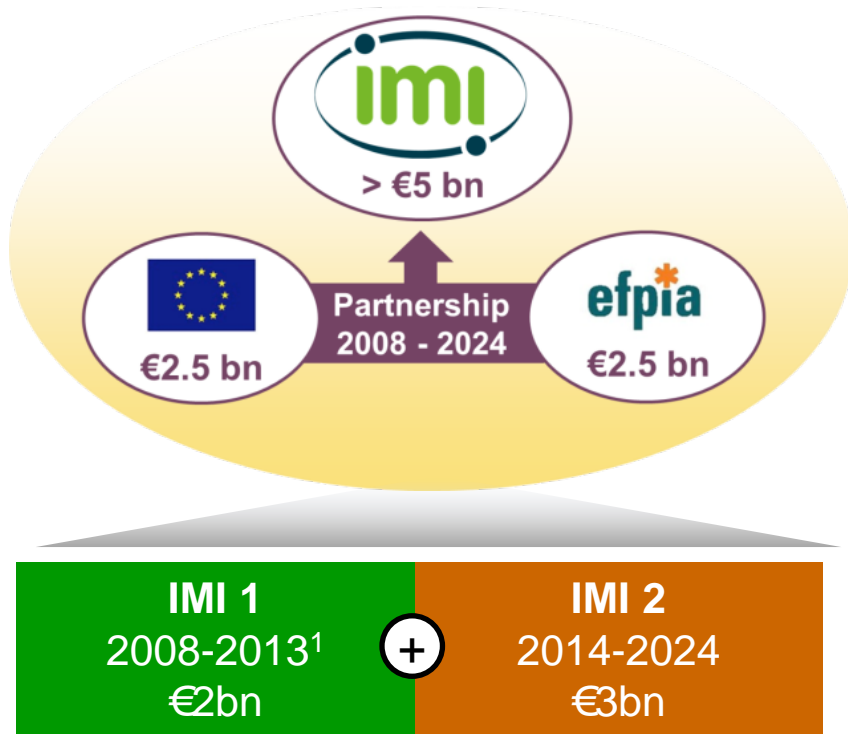 imi
> €5 bn
Partnership
2008 - 2024
€2.5 bn
efpia
€2.5 bn
IMI 1
2008-2013¹
€2bn
+
IMI 2
2014-2024
€3bn